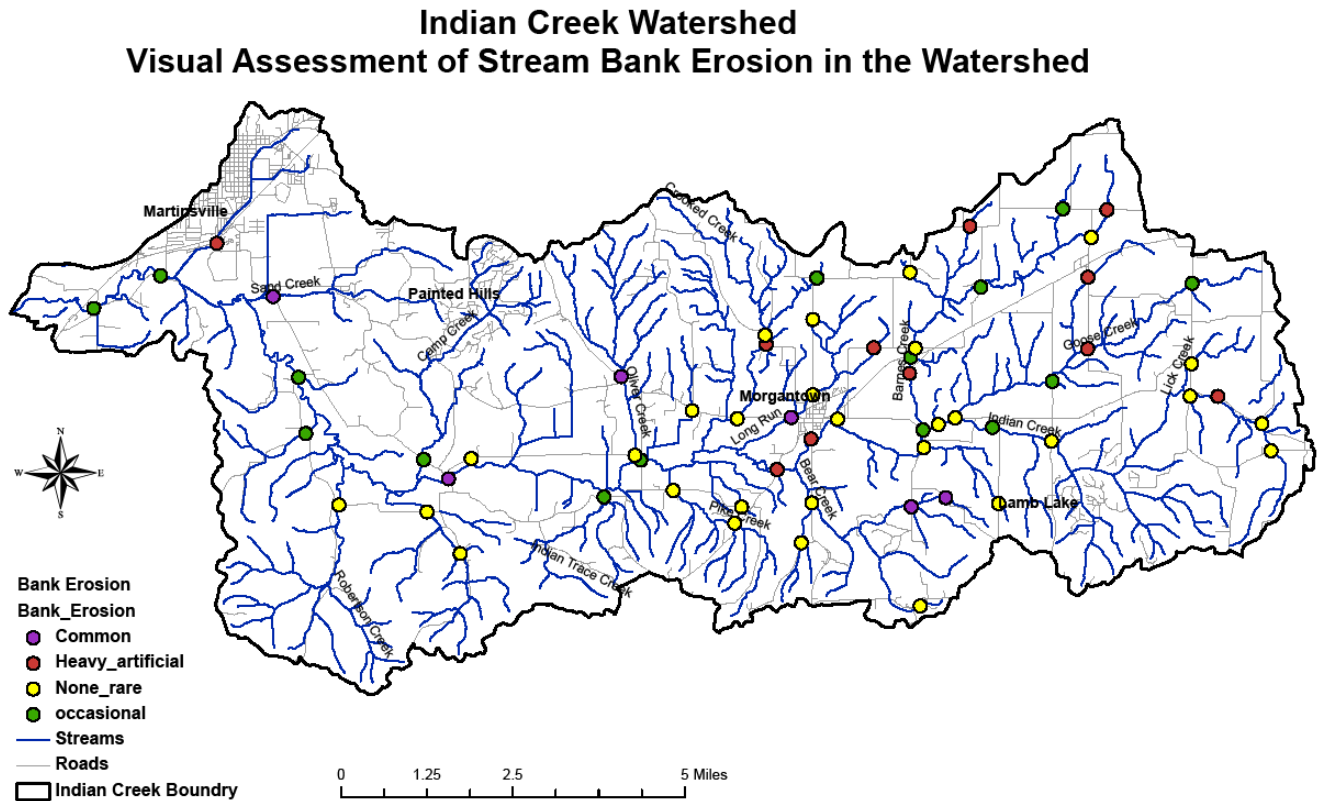 Indian Creek Watershed
Visual Assessment of Stream Bank Erosion in the Watershed
Martinsville
Crooked Creek
Sand Creek
Painted Hills
Camp Creek
Barnes Creek
Goose Creek
Lick Creek
Oliver Creek
Morgantown
Long Run
Indian Creek
Bear Creek
Pike Creek
Lamb Lake
Indian Trace Creek
Robertson Creek
N
W
E
S
Bank Erosion
Bank_Erosion
Common
Heavy_artificial
None_rare
occasional
Streams
Roads
Indian Creek Boundry
0
1.25
2.5
5 Miles